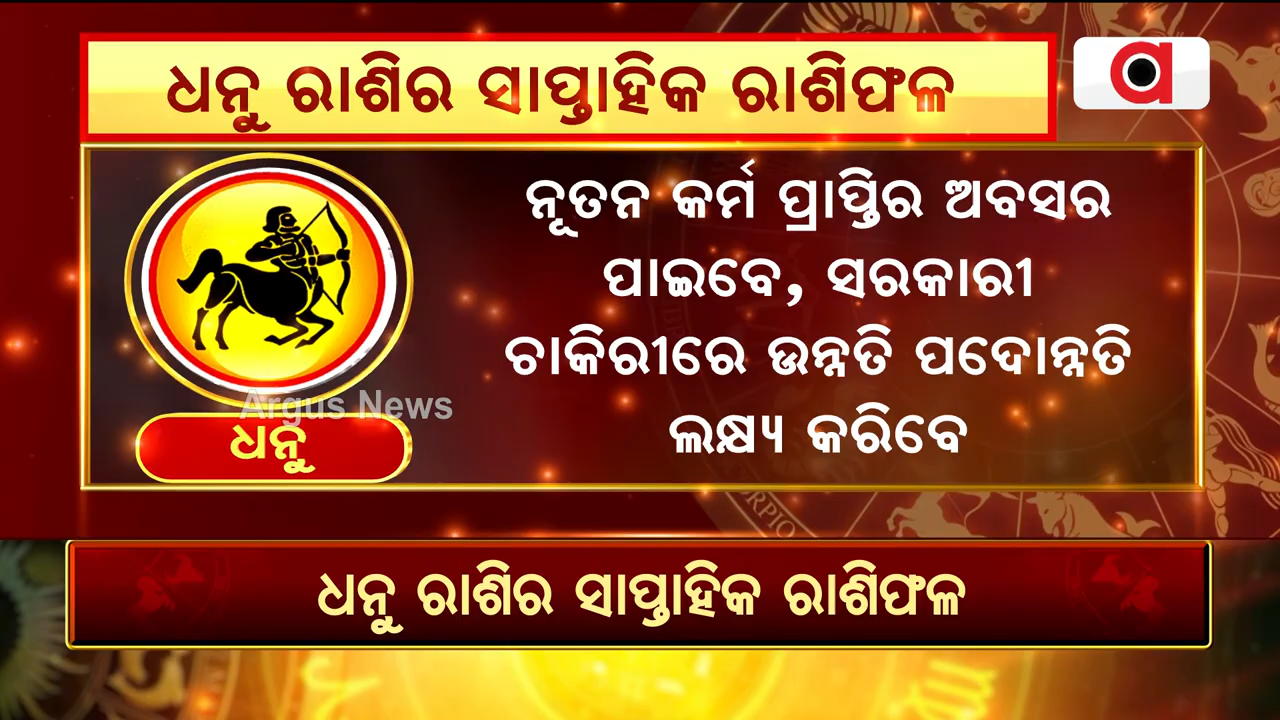 ଧନୁ ରାଶିର ସାପ୍ତାହିକ ରାଶିଫଳ
a
ନୂତନ କର୍ମ ପ୍ରାପ୍ତିର ଅବସର
ପାଇବେ, ସରକାରୀ
ଚାକିରୀରେ ଉନ୍ନତି ପଦୋନ୍ନତି
ଲକ୍ଷ୍ୟ କରିବେ
Argus News
ଧନୁ
ଧନୁ ରାଶିର ସାପ୍ତାହିକ ରାଶିଫଳ